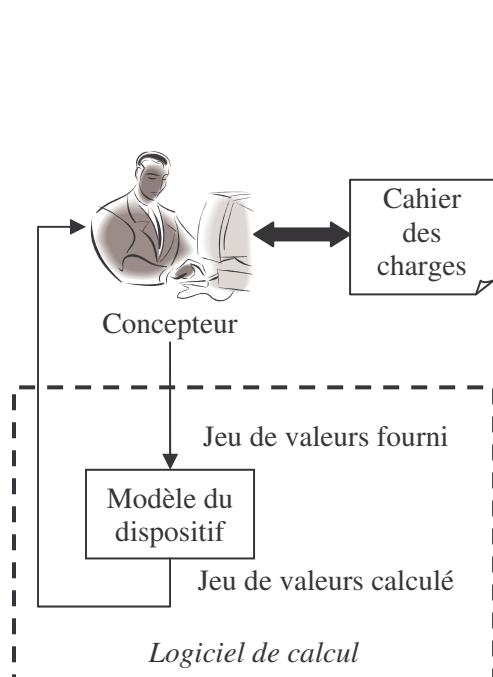 Cahier
des
charges
Concepteur
Jeu de valeurs fourni
Modèle du
dispositif
Jeu de valeurs calculé
Logiciel de calcul